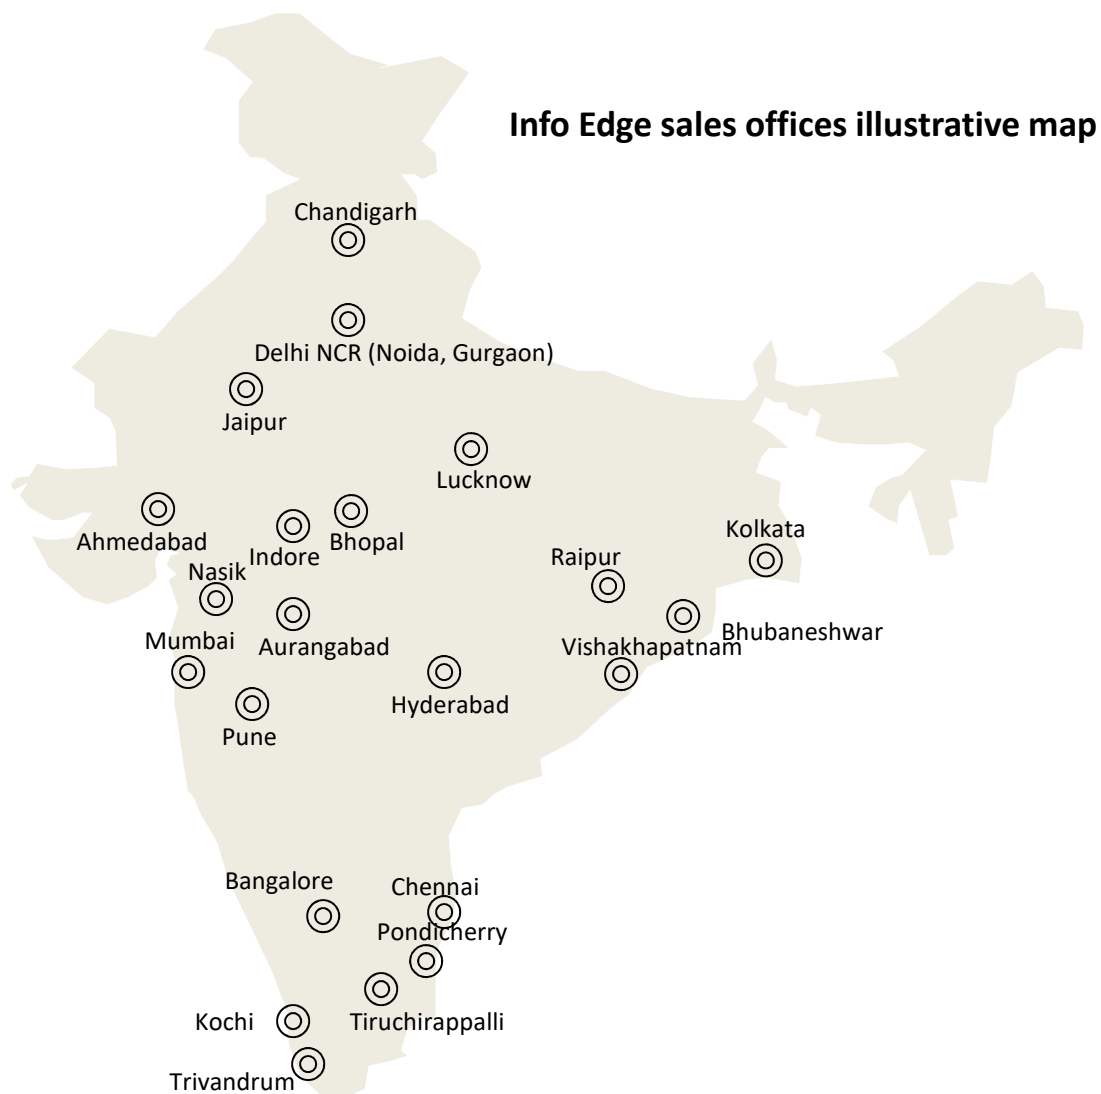 Info Edge sales offices illustrative map
Chandigarh
Delhi NCR (Noida, Gurgaon)
Jaipur
Lucknow
Kolkata
Ahmedabad
Bhopal
Indore
Raipur
Nasik
Bhubaneshwar
Mumbai
Aurangabad
Vishakhapatnam
Hyderabad
Pune
Bangalore
Chennai
Pondicherry
Kochi
Tiruchirappalli
Trivandrum